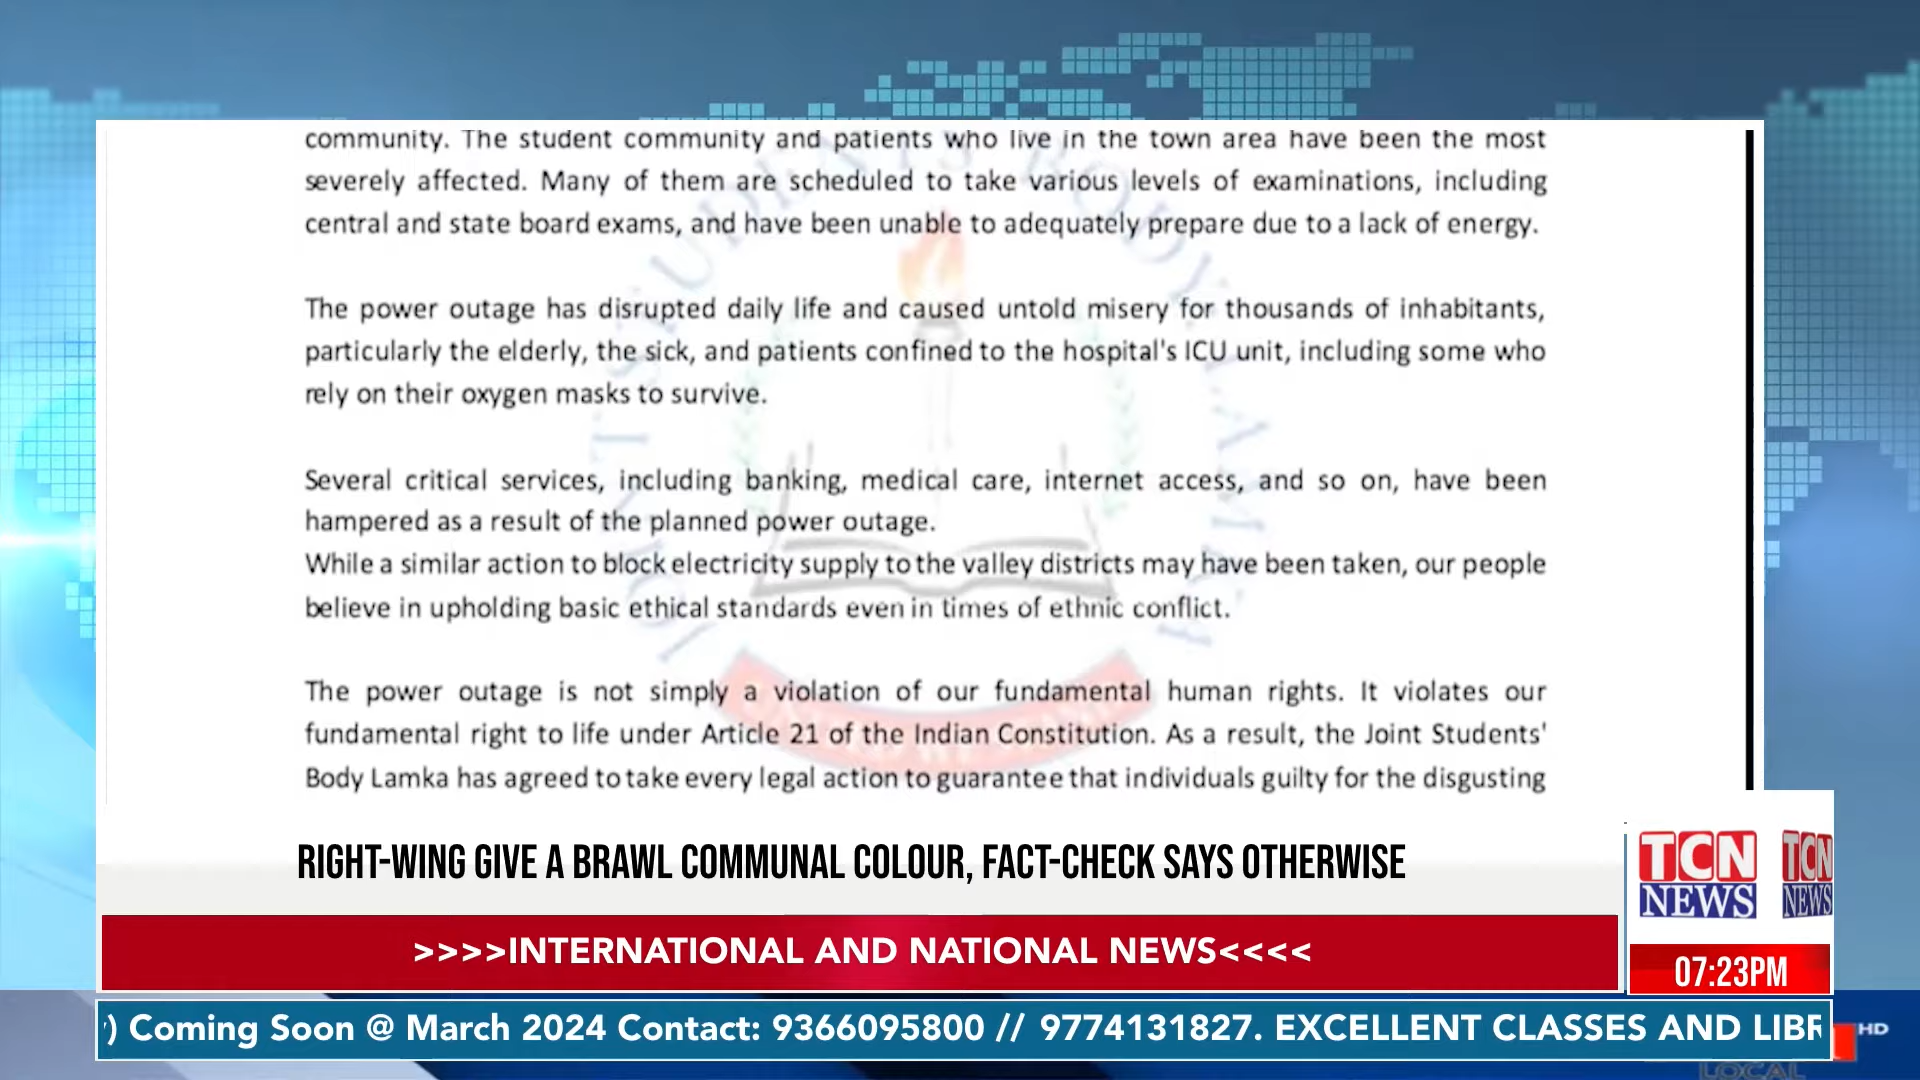 community. The student community and patients who live in the town area have been the most
severely affected. Many of them are scheduled to take various levels of examinations, including
central and state board exams, and have been unable to adequately prepare due to a lack of energy.
The power outage has disrupted daily life and caused untold misery for thousands of inhabitants,
particularly the elderly, the sick, and patients confined to the hospital's ICU unit, including some who
rely on their oxygen masks to survive.
Several critical services, including banking, medical care, internet access, and so on, have been
hampered as a result of the planned power outage.
While a similar action to block electricity supply to the valley districts may have been taken, our people
believe in upholding basic ethical standards even in times of ethnic conflict.
The power outage is not simply a violation of our fundamental human rights. It violates our
fundamental right to life under Article 21 of the Indian Constitution. As a result, the Joint Students'
Body Lamka has agreed to take every legal action to guarantee that individuals guilty for the disgusting
JOINT STUDENTS BODY, LAMKA
RIGHT-WING GIVE A BRAWL COMMUNAL COLOUR, FACT-CHECK SAYS OTHERWISE
TCN NEWS
TCN NEWS
>>>>INTERNATIONAL AND NATIONAL NEWS<<<<
07:23PM
) Coming Soon @ March 2024 Contact: 9366095800 // 9774131827. EXCELLENT CLASSES AND LIBR
HD
LOCAL